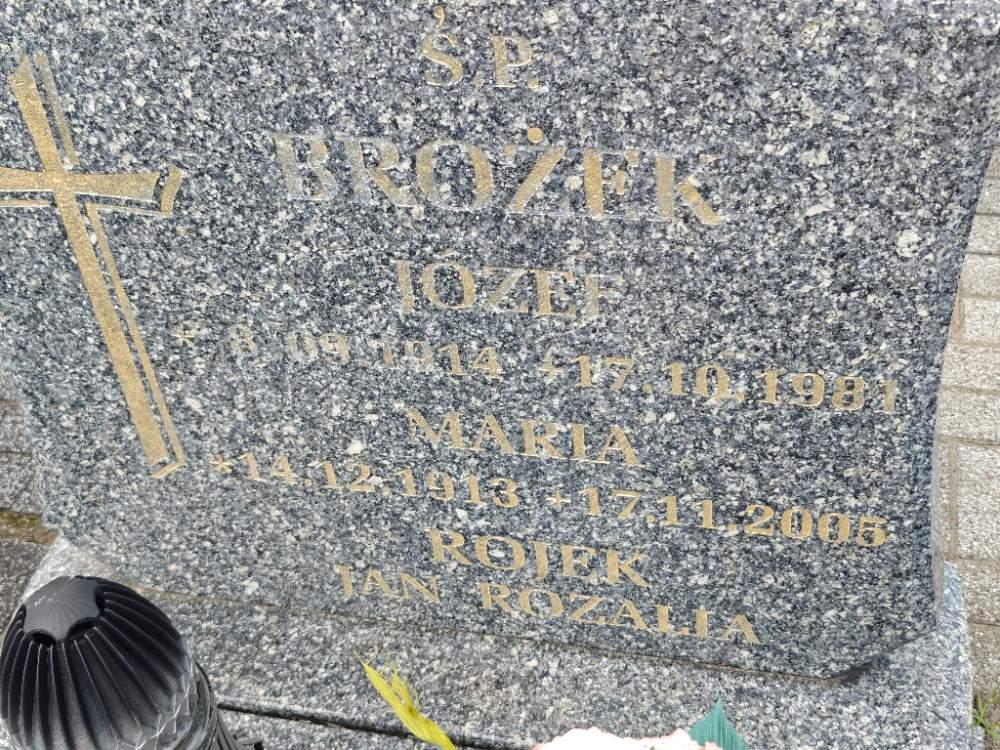 Ś.P.
BROŻEK
JÓZEF
* 8.09.1914 +17.10.1981
MARIA
*14.12.1913 +17.11.2005
ROJEK
JAN ROZALIA